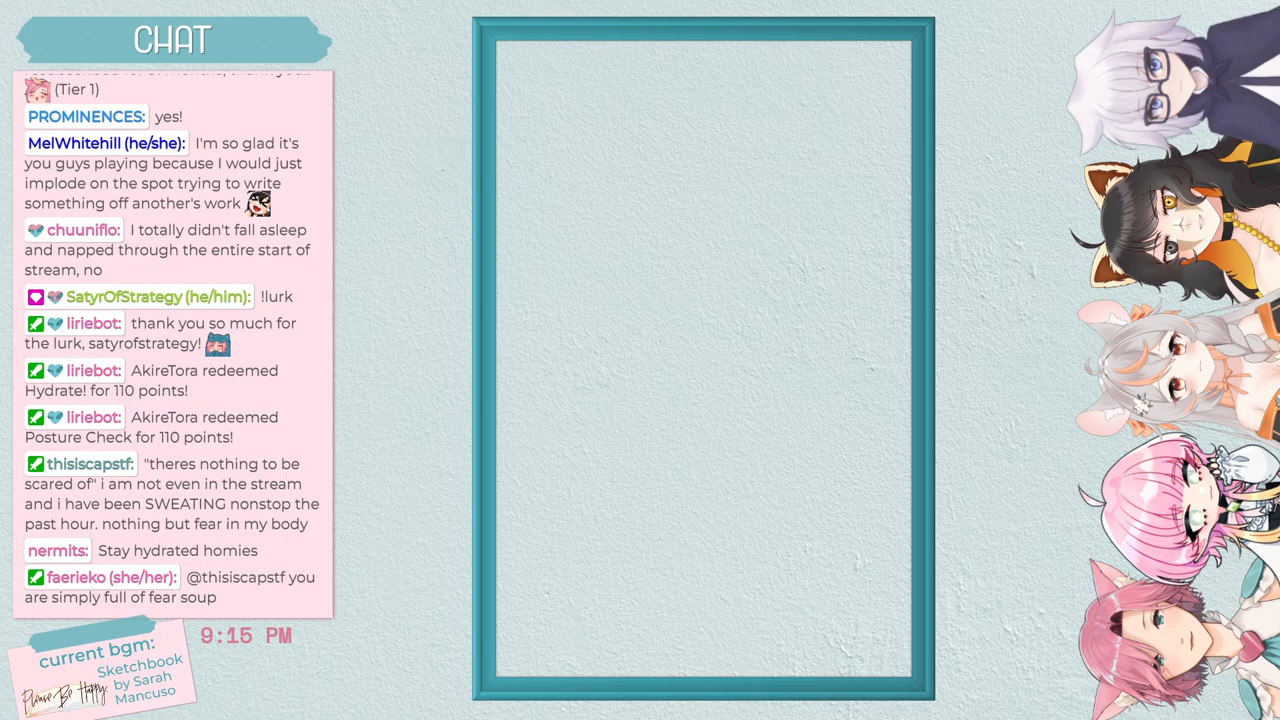 CHAT
(Tier 1)
PROMINENCES: yes!
MelWhitehill (he/she): I'm so glad it's
you guys playing because I would just
implode on the spot trying to write
something off another's work
chuuniflo: I totally didn't fall asleep
and napped through the entire start of
stream, no
SatyrOfStrategy (he/him): !lurk
liriebot: thank you so much for
the lurk, satyrofstrategy!
liriebot: AkireTora redeemed
Hydrate! for 110 points!
liriebot: AkireTora redeemed
Posture Check for 110 points!
thisiscapstf: "theres nothing to be
scared of" i am not even in the stream
and i have been SWEATING nonstop the
past hour. nothing but fear in my body
nermits: Stay hydrated homies
faerieko (she/her): @thisiscapstf you
are simply full of fear soup
9:15 PM
current bgm:
Sketchbook
by Sarah
Mancuso
Please Be Happy